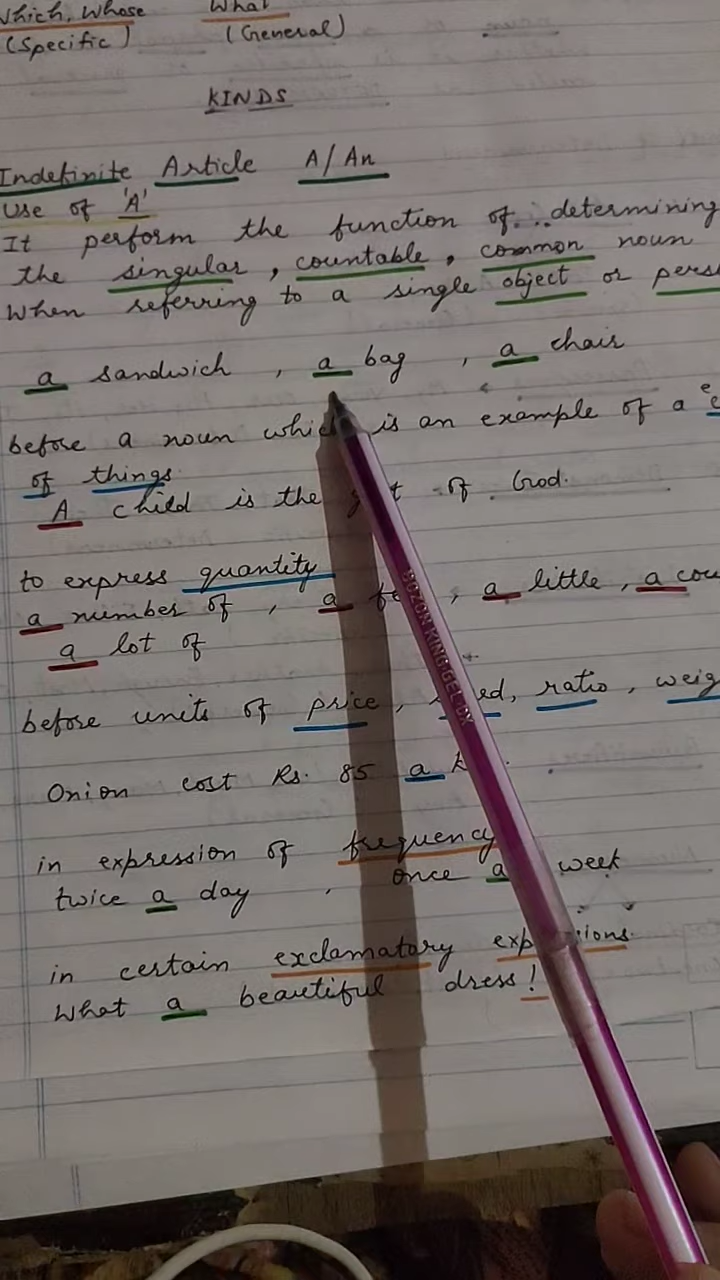 Which, Whose What
(Specific) (General)
KINDS
Indefinite Article A/An
Use of 'A'
It perform the function of determining
the singular, countable, common noun
When referring to a single object or
a sandwich, a bag, a chair
before a noun which is an example of a
of things.
A child is the of God.
to express quantity
a number of, a, a little, a
a lot of
before units of price, ratio,
Onion cost Rs. 85 a
in expression of frequency
twice a day, once a week
in certain exclamatory
What a beautiful dress!
BOZON KING GEL-DX